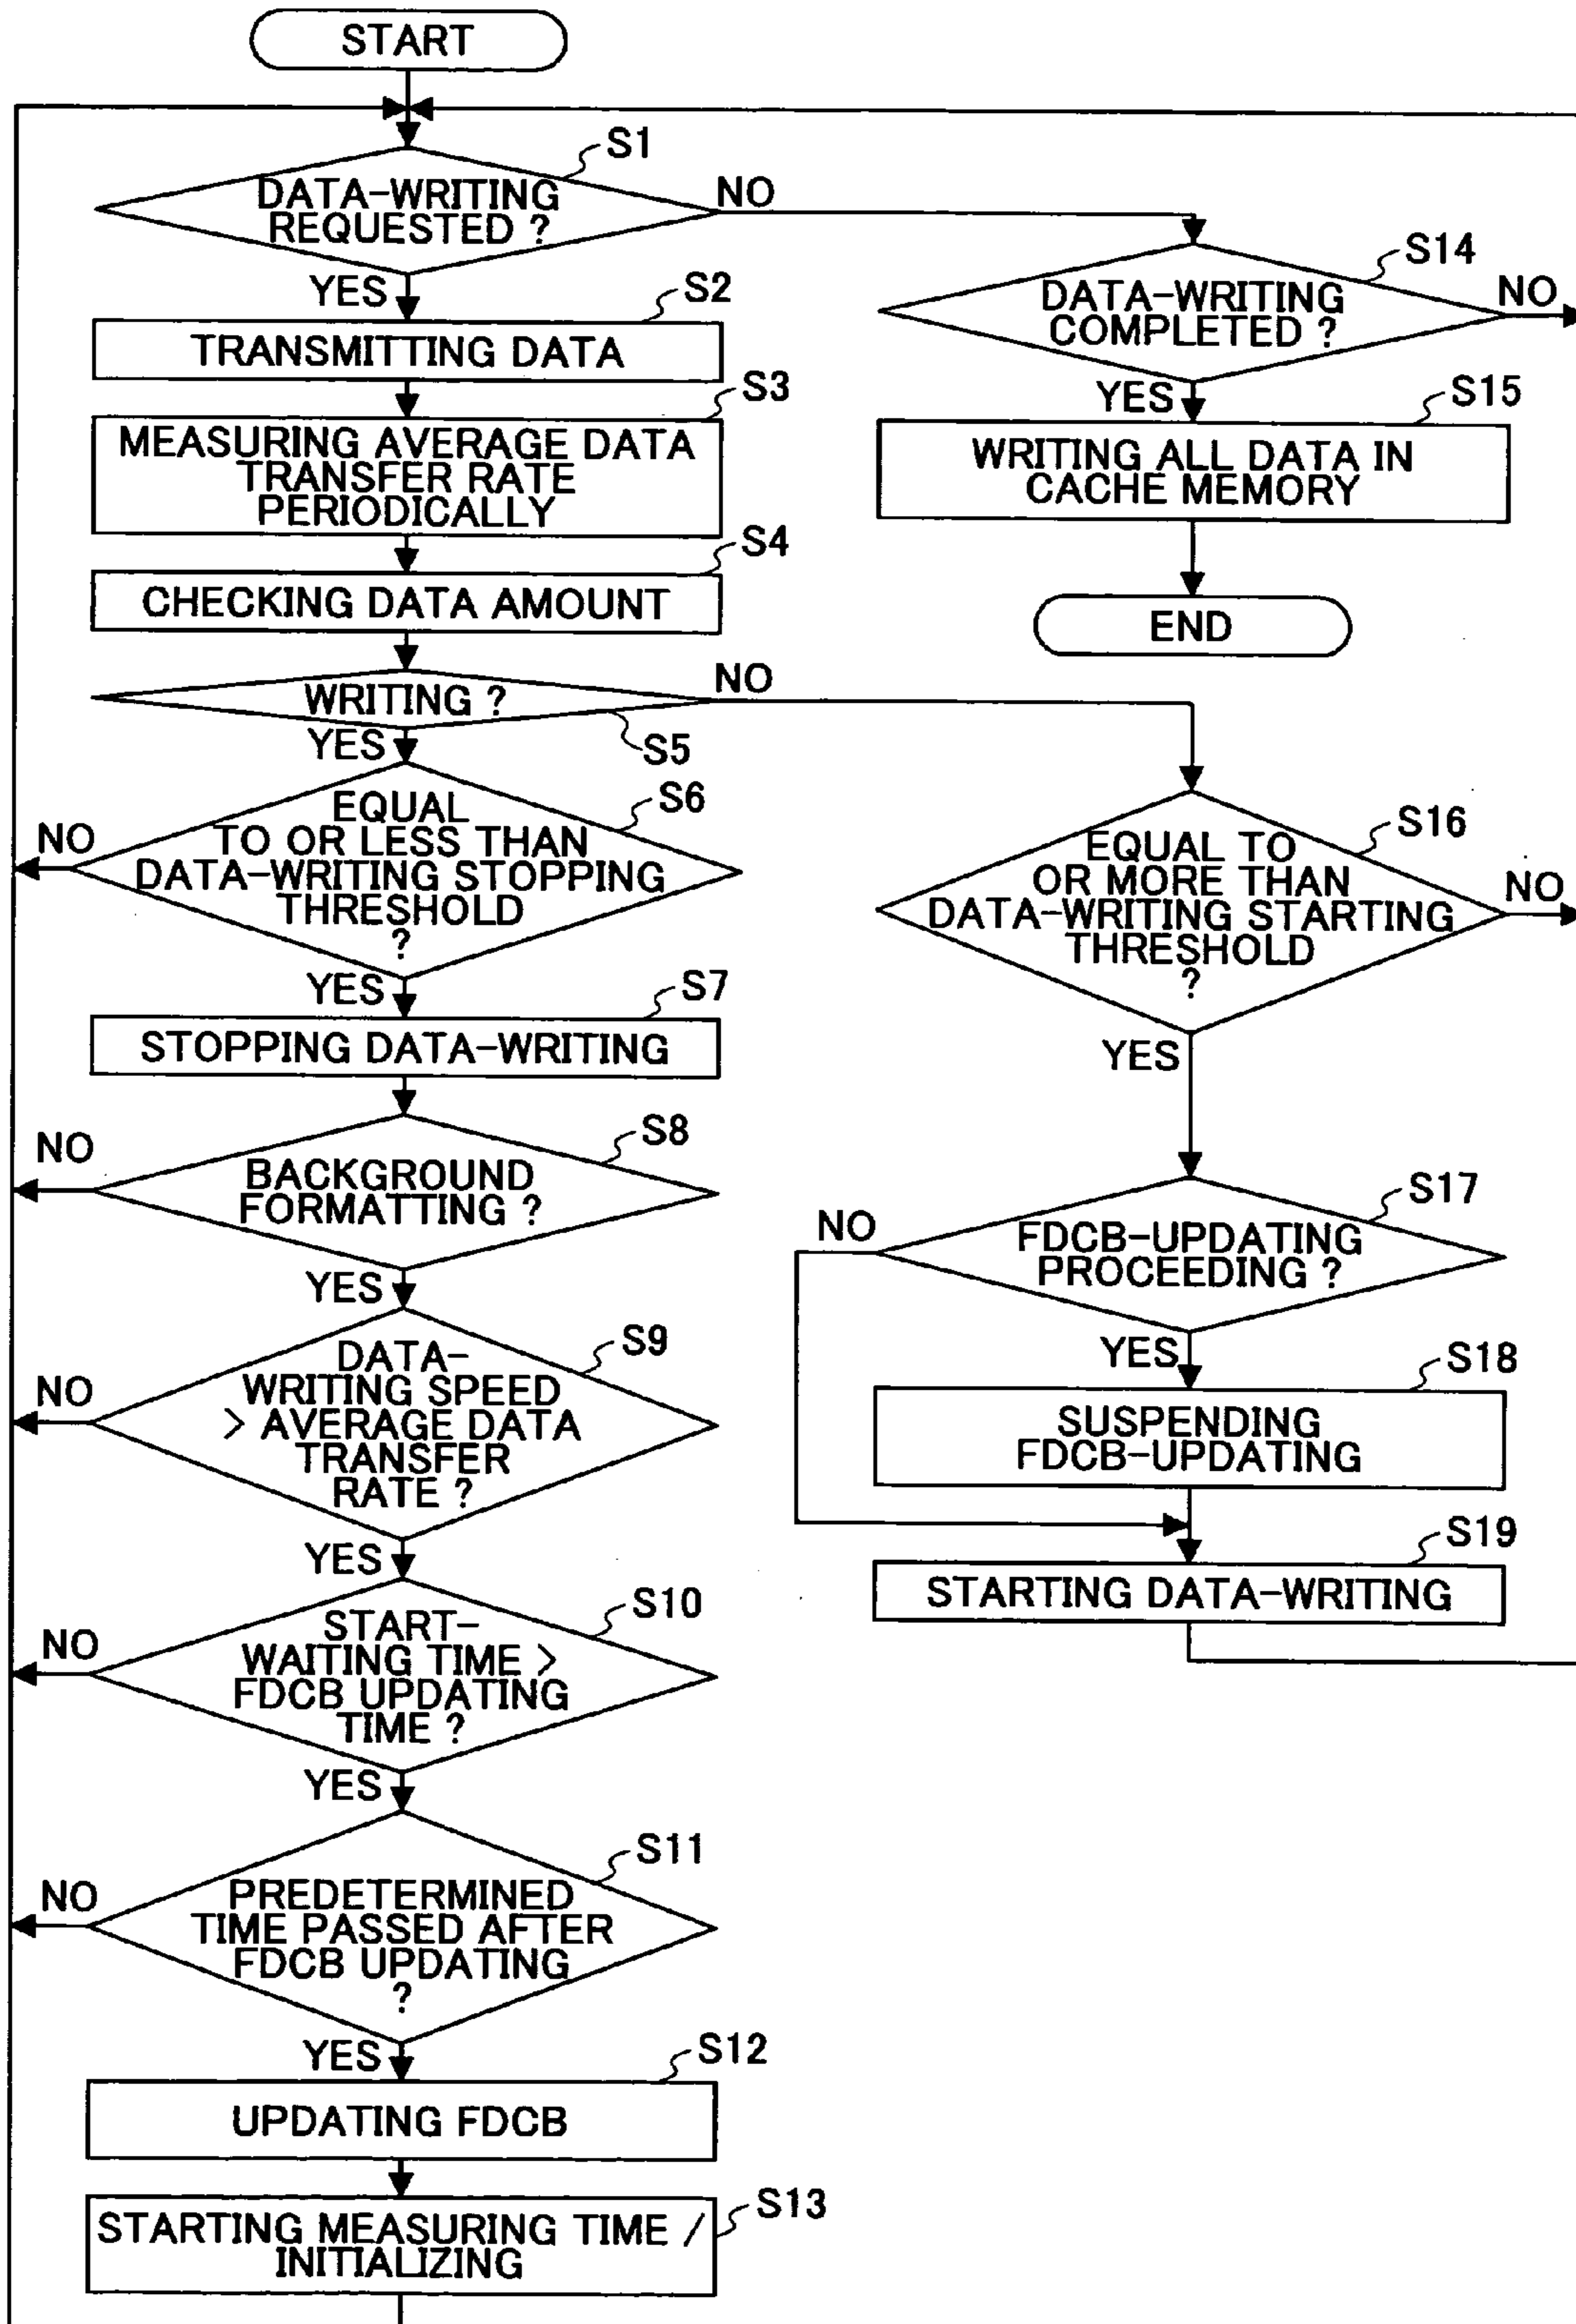 START
S1
DATA-WRITING
REQUESTED ?
NO
YES
S2
TRANSMITTING DATA
S3
MEASURING AVERAGE DATA
TRANSFER RATE
PERIODICALLY
S4
CHECKING DATA AMOUNT
WRITING ?
NO
YES
S5
S6
EQUAL
TO OR LESS THAN
DATA-WRITING STOPPING
THRESHOLD
?
NO
YES
S7
STOPPING DATA-WRITING
S8
BACKGROUND
FORMATTING ?
NO
YES
S9
DATA-
WRITING SPEED
> AVERAGE DATA
TRANSFER
RATE ?
NO
YES
S10
START-
WAITING TIME >
FDCB UPDATING
TIME ?
NO
YES
S11
PREDETERMINED
TIME PASSED AFTER
FDCB UPDATING
?
NO
YES
S12
UPDATING FDCB
S13
STARTING MEASURING TIME /
INITIALIZING
S14
DATA-WRITING
COMPLETED ?
NO
YES
S15
WRITING ALL DATA IN
CACHE MEMORY
END
S16
EQUAL TO
OR MORE THAN
DATA-WRITING STARTING
THRESHOLD
?
NO
YES
S17
FDCB-UPDATING
PROCEEDING ?
NO
YES
S18
SUSPENDING
FDCB-UPDATING
S19
STARTING DATA-WRITING